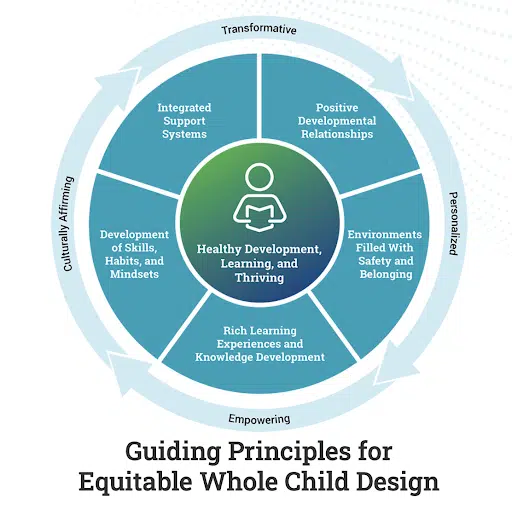 Transformative
Integrated
Support
Systems
Positive
Developmental
Relationships
Culturally Affirming
Personalized
Development
of Skills,
Habits, and
Mindsets
Healthy Development,
Learning, and
Thriving
Environments
Filled With
Safety and
Belonging
Rich Learning
Experiences and
Knowledge Development
Empowering
Guiding Principles for
Equitable Whole Child Design